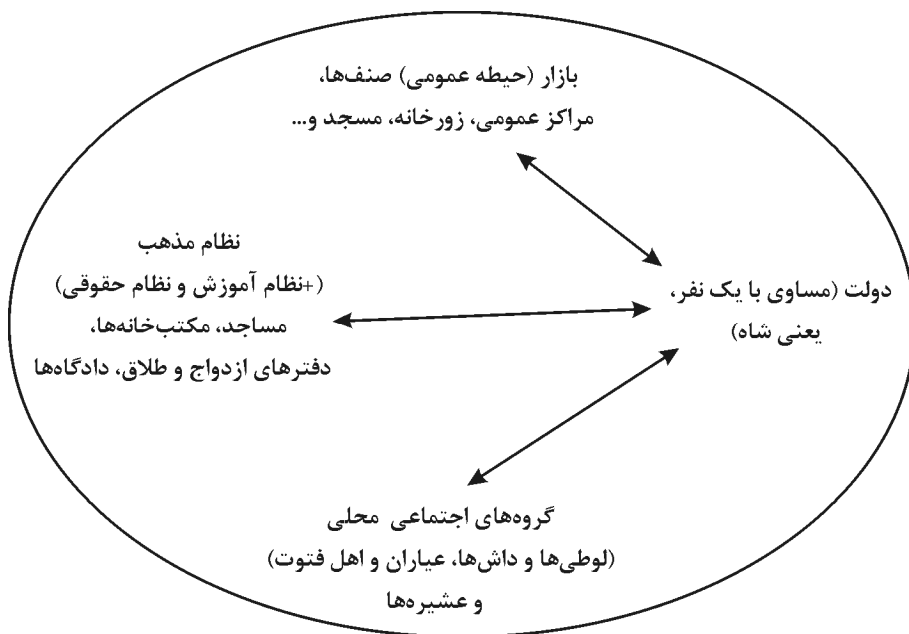 بازار (حیطه عمومی) صنف‌ها،
مراکز عمومی، زورخانه، مسجد و...
دولت (مساوی با یک نفر،
یعنی شاه)
نظام مذهب
(+نظام آموزش و نظام حقوقی)
مساجد، مکتب‌خانه‌ها،
دفترهای ازدواج و طلاق، دادگاه‌ها
گروه‌های اجتماعی محلی
(لوطی‌ها و داش‌ها، عیاران و اهل فتوت)
و عشیره‌ها